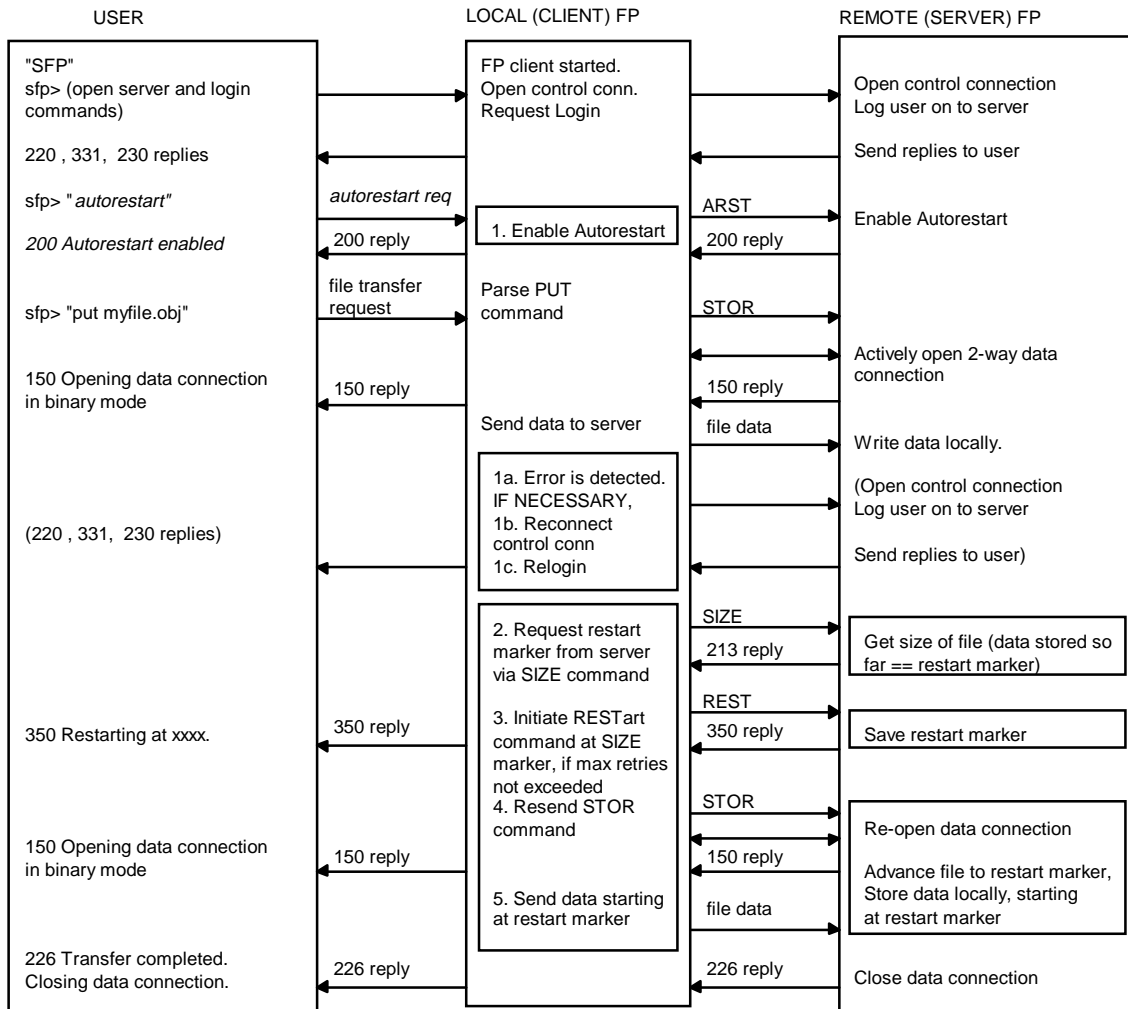 USER
LOCAL (CLIENT) FP
REMOTE (SERVER) FP
"SFP"
sfp> (open server and login
commands)
FP client started.
Open control conn.
Request Login
Open control connection
Log user on to server
220 , 331,  230 replies
Send replies to user
sfp> "autorestart"
autorestart req
1. Enable Autorestart
ARST
Enable Autorestart
200 Autorestart enabled
200 reply
200 reply
sfp> "put myfile.obj"
file transfer
request
Parse PUT
command
STOR
Actively open 2-way data
connection
150 Opening data connection
in binary mode
150 reply
150 reply
Send data to server
file data
Write data locally.
1a. Error is detected.
IF NECESSARY,
1b. Reconnect
control conn
1c. Relogin
(Open control connection
Log user on to server
(220 , 331,  230 replies)
Send replies to user)
2. Request restart
marker from server
via SIZE command
SIZE
213 reply
Get size of file (data stored so
far == restart marker)
350 Restarting at xxxx.
350 reply
3. Initiate RESTart
command at SIZE
marker, if max retries
not exceeded
REST
350 reply
Save restart marker
4. Resend STOR
command
STOR
Re-open data connection
150 Opening data connection
in binary mode
150 reply
150 reply
Advance file to restart marker,
Store data locally, starting
at restart marker
5. Send data starting
at restart marker
file data
226 Transfer completed.
Closing data connection.
226 reply
226 reply
Close data connection